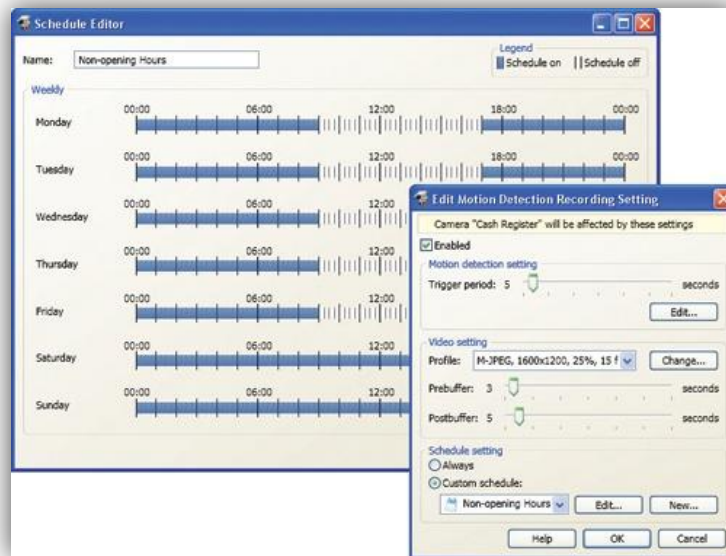 Schedule Editor
Name: Non-opening Hours
Legend
Schedule on Schedule off
Weekly
00:00 06:00 12:00 18:00 00:00
Monday
00:00 06:00 12:00 18:00 00:00
Tuesday
00:00 06:00 12:00
Wednesday
00:00 06:00 12:00
Thursday
00:00 06:00 12:00
Friday
00:00 06:00 12:00
Saturday
00:00 06:00 12:00
Sunday
Edit Motion Detection Recording Setting
Camera "Cash Register" will be affected by these settings
Enabled
Motion detection setting
Trigger period: 5 seconds
Edit...
Video setting
Profile: M-JPEG, 1600x1200, 25%, 15 f Change...
Prebuffer: 3 seconds
Postbuffer: 5 seconds
Schedule setting
Always
Custom schedule:
Non-opening Hours Edit... New...
Help OK Cancel